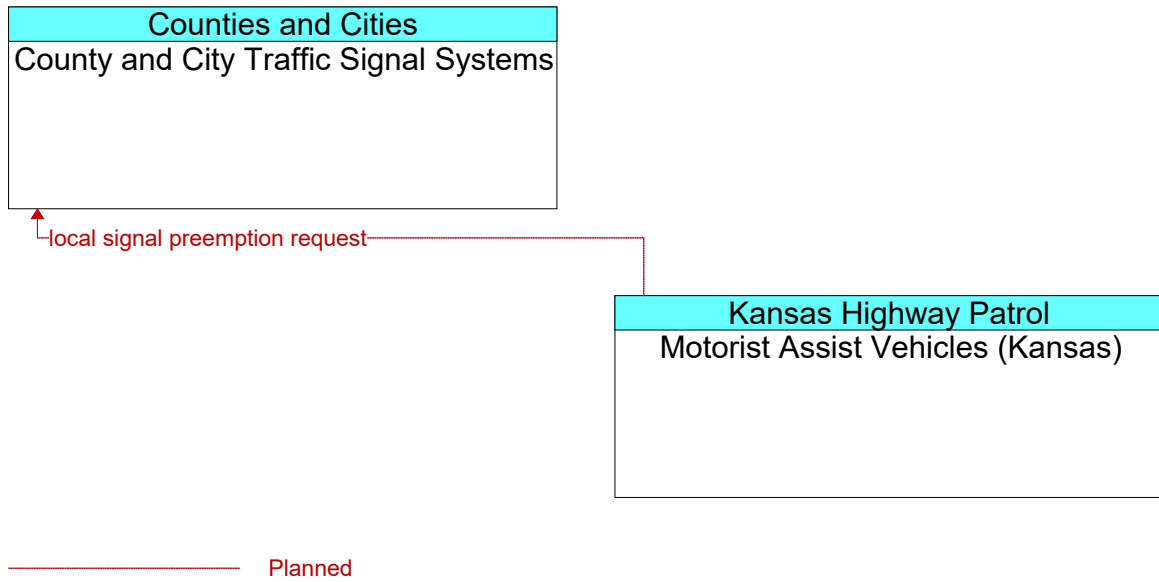 Counties and Cities
County and City Traffic Signal Systems
local signal preemption request
Kansas Highway Patrol
Motorist Assist Vehicles (Kansas)
Planned